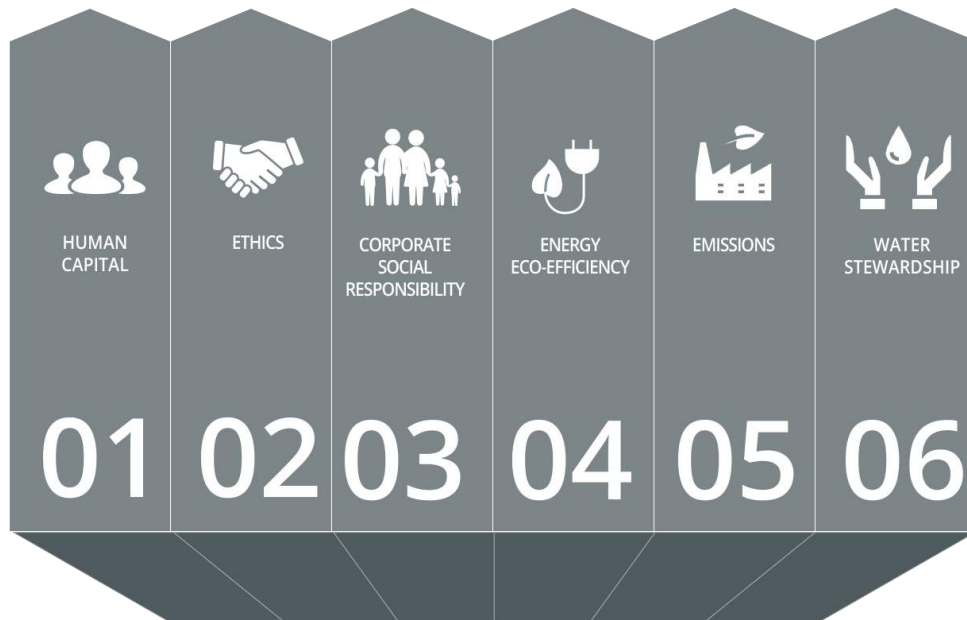 HUMAN
CAPITAL
ETHICS
CORPORATE
SOCIAL
RESPONSIBILITY
ENERGY
ECO-EFFICIENCY
EMISSIONS
WATER
STEWARDSHIP
01
02
03
04
05
06